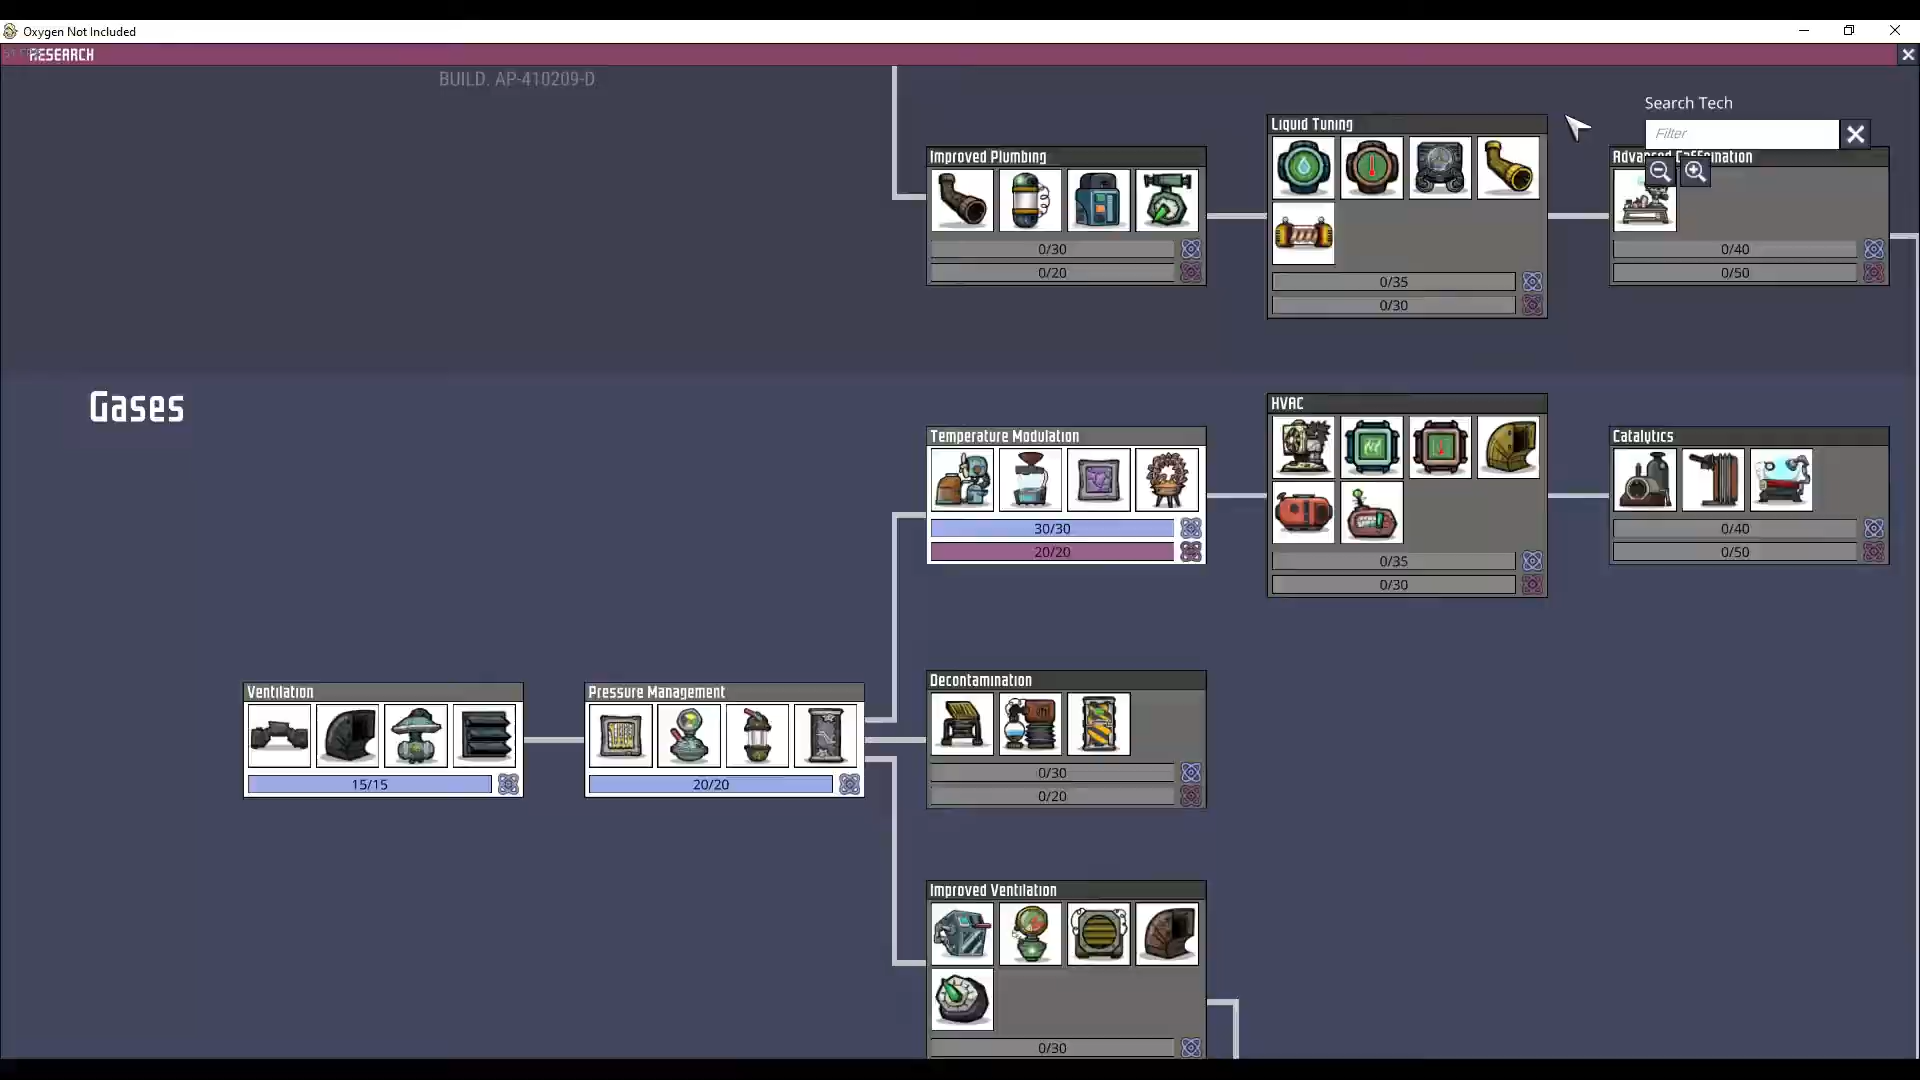 Oxygen Not Included
RESEARCH
BUILD. AP-410209-D
Search Tech
Filter
Liquid Tuning
Improved Plumbing
Advanced Caffeination
0/30
0/20
0/35
0/30
0/40
0/50
Gases
HVAC
Temperature Modulation
Catalytics
30/30
20/20
0/35
0/30
0/40
0/50
Decontamination
Ventilation
Pressure Management
15/15
20/20
0/30
0/20
Improved Ventilation
0/30